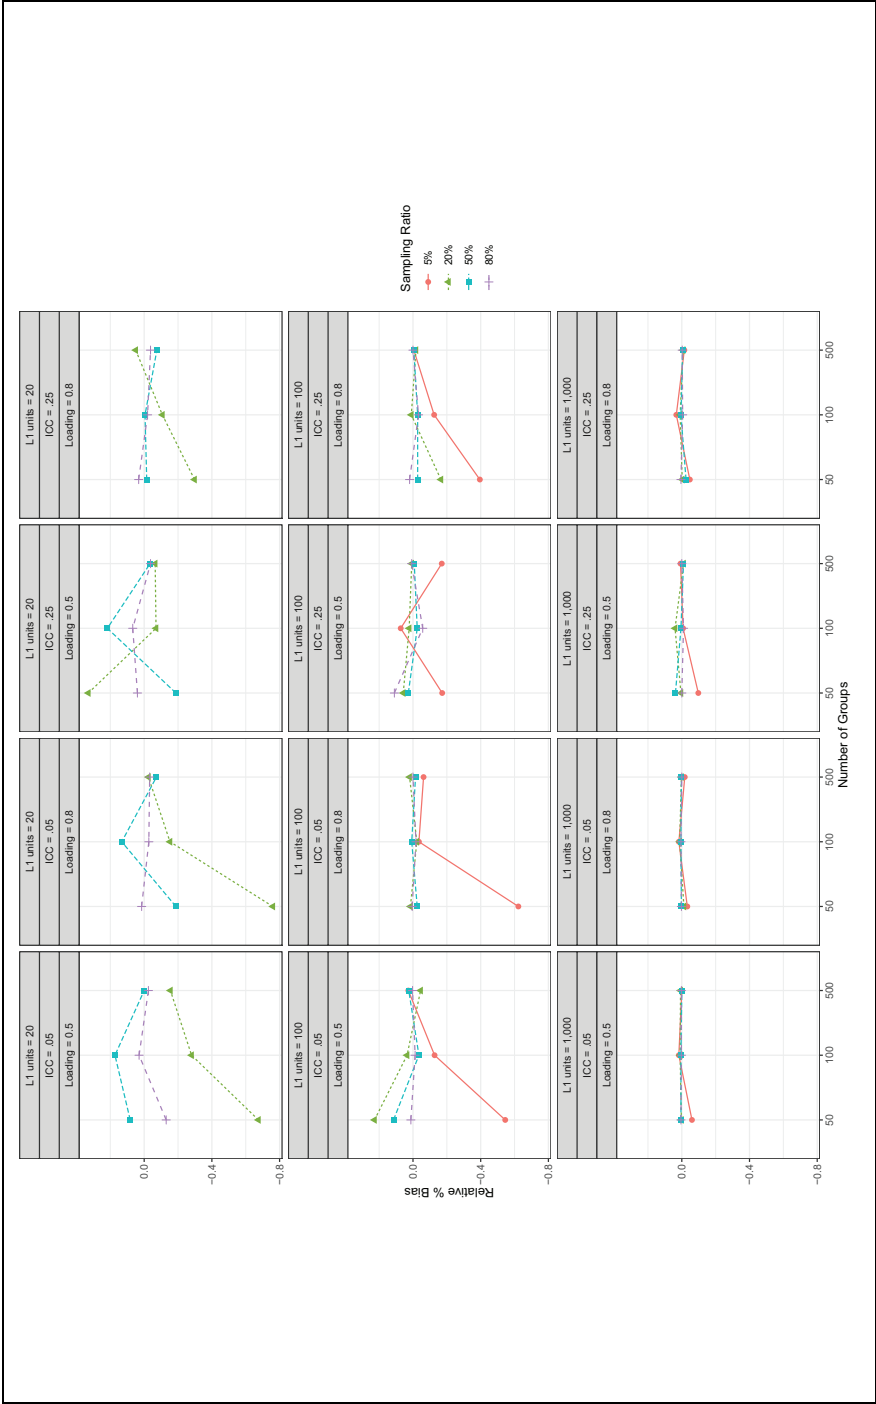 L1 units = 20
ICC = .05
Loading = 0.5
L1 units = 20
ICC = .05
Loading = 0.8
L1 units = 20
ICC = .25
Loading = 0.5
L1 units = 20
ICC = .25
Loading = 0.8
0.0
−0.4
−0.8
L1 units = 100
ICC = .05
Loading = 0.5
L1 units = 100
ICC = .05
Loading = 0.8
L1 units = 100
ICC = .25
Loading = 0.5
L1 units = 100
ICC = .25
Loading = 0.8
Relative % Bias
0.0
−0.4
−0.8
L1 units = 1,000
ICC = .05
Loading = 0.5
L1 units = 1,000
ICC = .05
Loading = 0.8
L1 units = 1,000
ICC = .25
Loading = 0.5
L1 units = 1,000
ICC = .25
Loading = 0.8
0.0
−0.4
−0.8
50 100 500 50 100 500 50 100 500 50 100 500
Number of Groups
Sampling Ratio
5%
20%
50%
80%